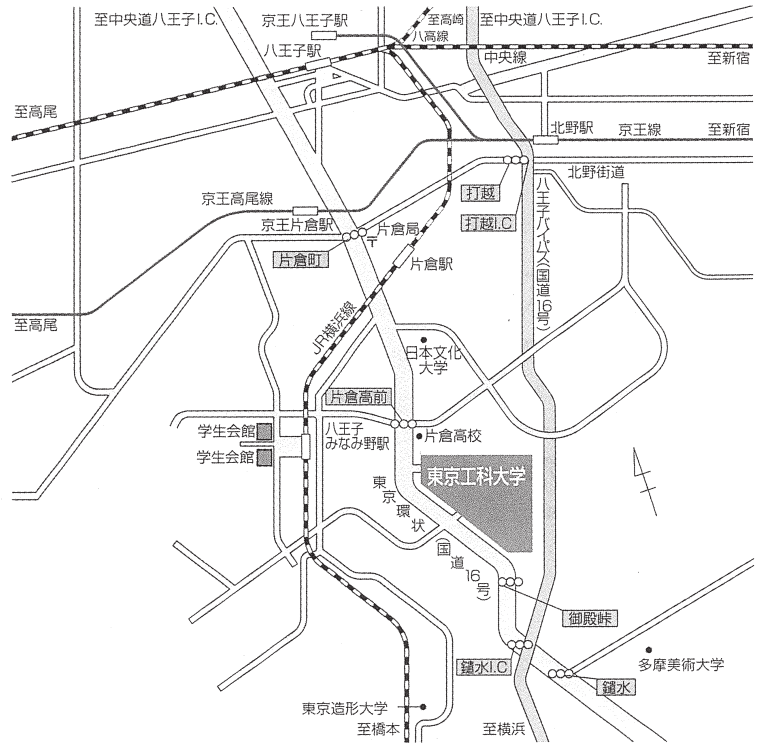 至中央道八王子I.C.
京王八王子駅
至高崎
八高線
至中央道八王子I.C.
八王子駅
中央線
至新宿
至高尾
北野駅
京王線
至新宿
打越
北野街道
京王高尾線
打越I.C
京王片倉駅
片倉局
〒
片倉町
片倉駅
八王子バイパス(国道16号)
至高尾
JR横浜線
日本文化
大学
片倉高前
学生会館
八王子
みなみ野駅
片倉高校
学生会館
東京工科大学
東京環状
(国道16号)
御殿峠
鑓水I.C
多摩美術大学
鑓水
東京造形大学
至橋本
至横浜